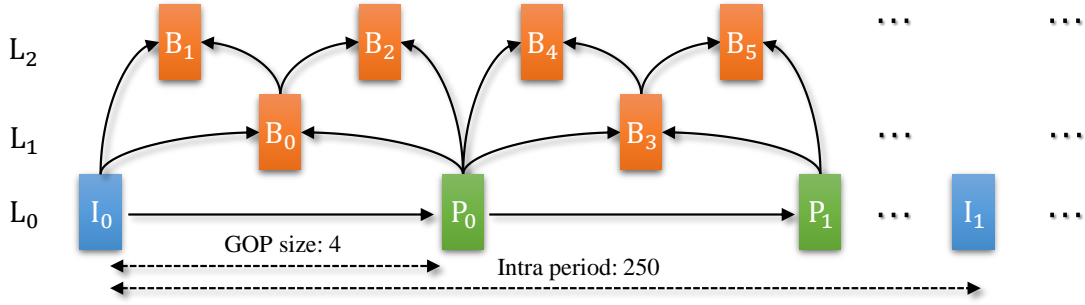 L₂ B₁ B₂ B₄ B₅ ... ...
L₁ B₀ B₃ ... ...
L₀ I₀ P₀ P₁ ... I₁ ...
GOP size: 4
Intra period: 250